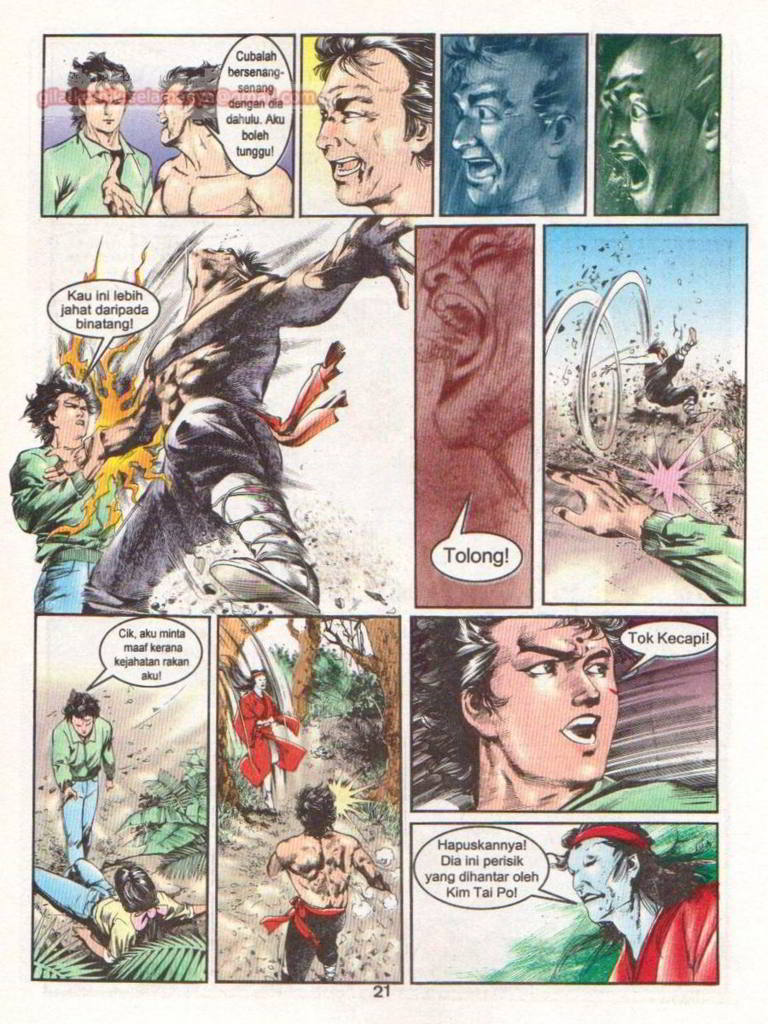 Cubalah
bersenang-
senang
dengan dia
dahulu. Aku
boleh
tunggu!
Kau ini lebih
jahat daripada
binatang!
Tolong!
Cik, aku minta
maaf kerana
kejahatan rakan
aku!
Tok Kecapi!
Hapuskannya!
Dia ini perisik
yang dihantar oleh
Kim Tai Po!
21